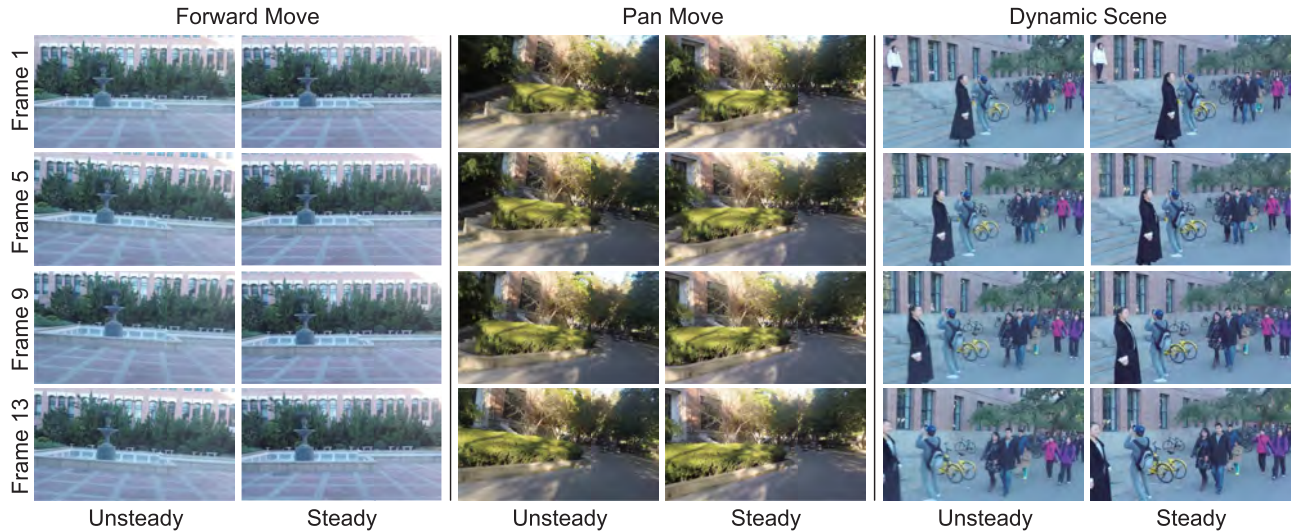 Forward Move Pan Move Dynamic Scene
Frame 1
Frame 5
Frame 9
Frame 13
Unsteady Steady Unsteady Steady Unsteady Steady